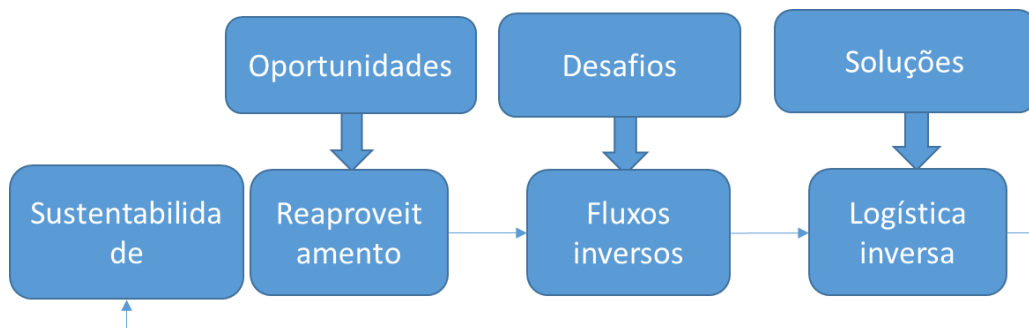 Oportunidades
Desafios
Soluções
Sustentabilida
de
Reaproveit
amento
Fluxos
inversos
Logística
inversa